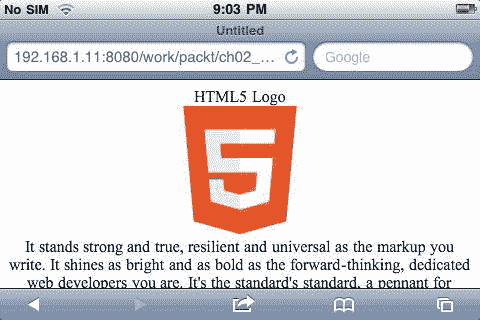 No SIM 9:03 PM
Untitled
192.168.1.11:8080/work/packt/ch02_... Google
HTML5 Logo
5
It stands strong and true, resilient and universal as the markup you
write. It shines as bright and as bold as the forward-thinking, dedicated
web developers you are. It's the standard's standard, a pennant for